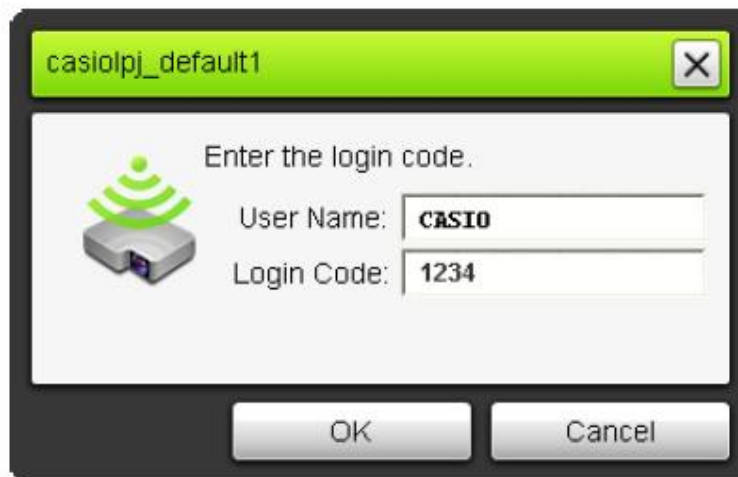 casiolpj_default1
Enter the login code.
User Name: CASIO
Login Code: 1234
OK Cancel